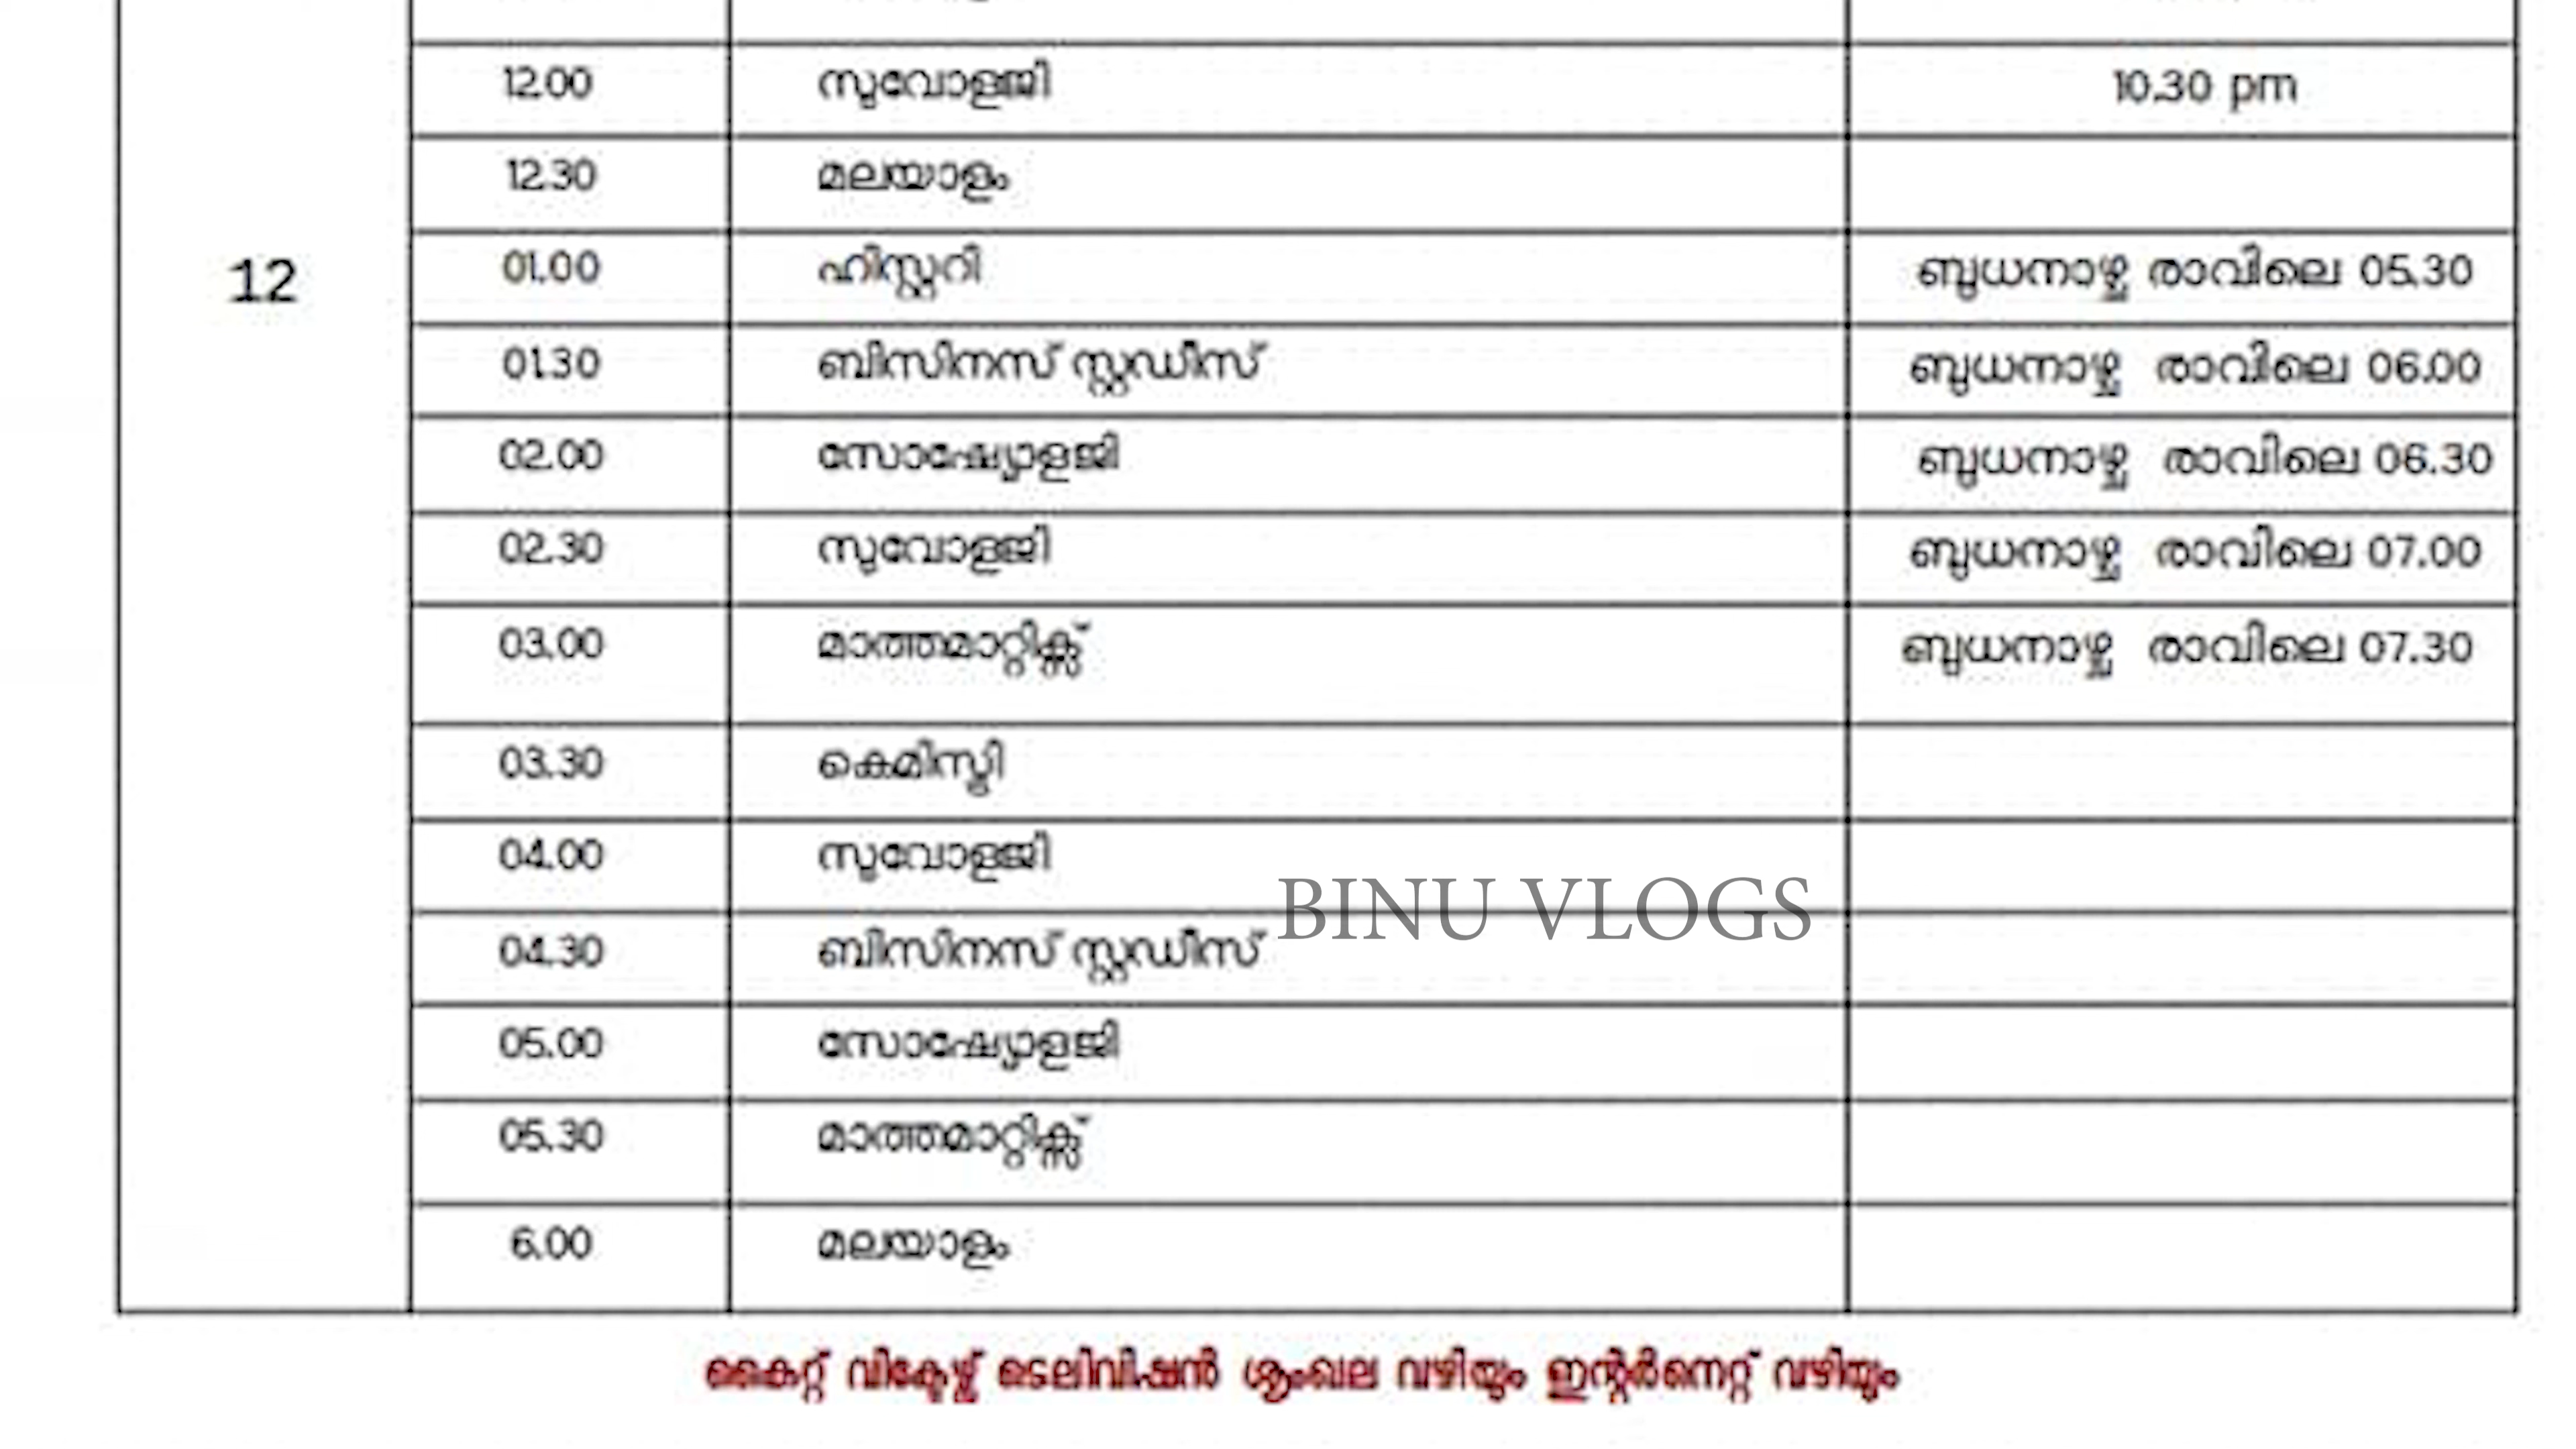 12.00 സുവോളജി 10.30 pm
12.30 മലയാളം
12
01.00 ഹിസ്റ്ററി ബുധനാഴ്ച രാവിലെ 05.30
01.30 ബിസിനസ് സ്റ്റഡീസ് ബുധനാഴ്ച രാവിലെ 06.00
02.00 സോഷ്യോളജി ബുധനാഴ്ച രാവിലെ 06.30
02.30 സുവോളജി ബുധനാഴ്ച രാവിലെ 07.00
03.00 മാത്തമാറ്റിക്സ് ബുധനാഴ്ച രാവിലെ 07.30
03.30 കെമിസ്ട്രി
04.00 സുവോളജി
BINU VLOGS
04.30 ബിസിനസ് സ്റ്റഡീസ്
05.00 സോഷ്യോളജി
05.30 മാത്തമാറ്റിക്സ്
6.00 മലയാളം
കൈറ്റ് വിക്ടേഴ്സ് ടെലിവിഷൻ ശൃംഖല വഴിയും ഇന്റർനെറ്റ് വഴിയും